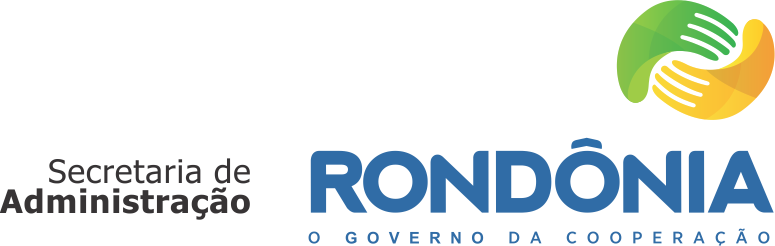 Secretaria de
Administração
RONDÔNIA
O GOVERNO DA COOPERAÇÃO